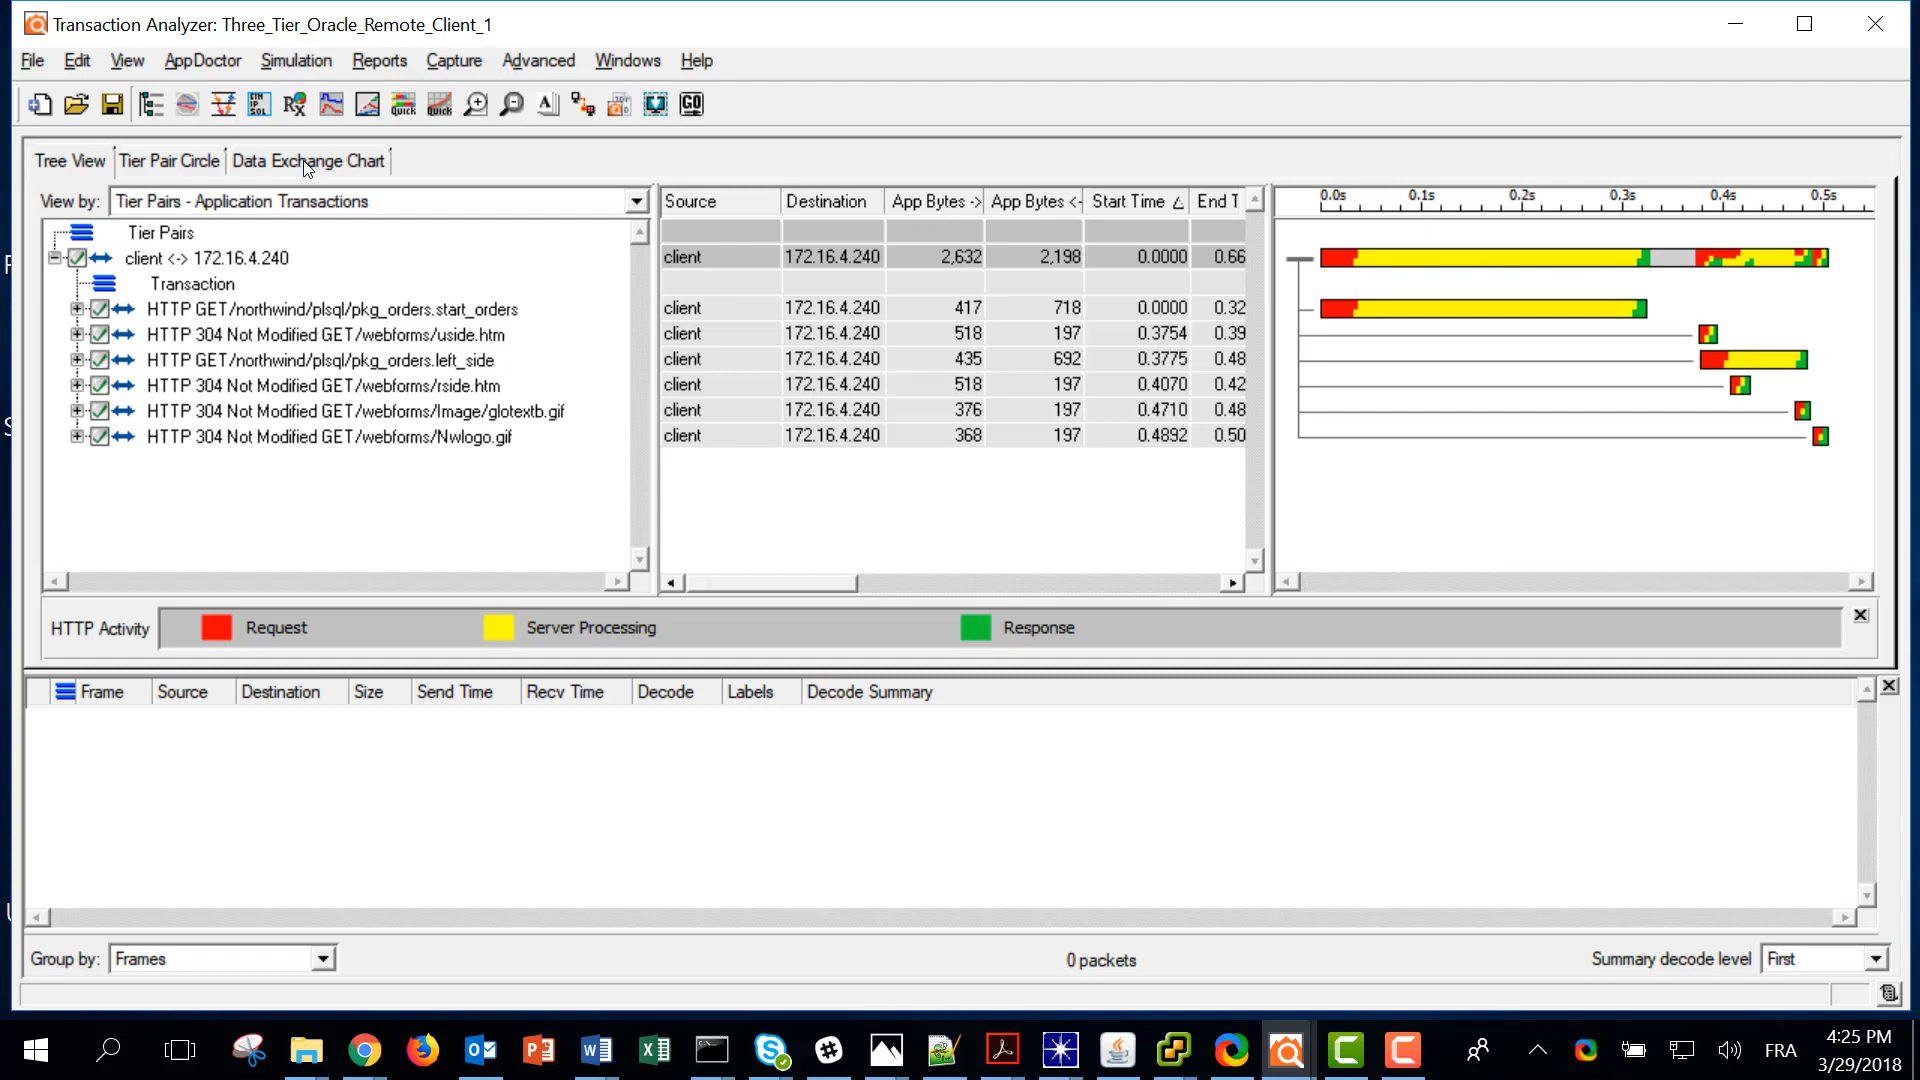 Transaction Analyzer: Three_Tier_Oracle_Remote_Client_1
File Edit View AppDoctor Simulation Reports Capture Advanced Windows Help
Tree View Tier Pair Circle Data Exchange Chart
View by: Tier Pairs - Application Transactions
Source Destination App Bytes -> App Bytes <- Start Time End T
0.0s 0.1s 0.2s 0.3s 0.4s 0.5s
Tier Pairs
client <-> 172.16.4.240 client 172.16.4.240 2,632 2,198 0.0000 0.66
Transaction
HTTP GET/northwind/plsql/pkg_orders.start_orders client 172.16.4.240 417 718 0.0000 0.32
HTTP 304 Not Modified GET/webforms/uside.htm client 172.16.4.240 518 197 0.3754 0.39
HTTP GET/northwind/plsql/pkg_orders.left_side client 172.16.4.240 435 692 0.3775 0.48
HTTP 304 Not Modified GET/webforms/rside.htm client 172.16.4.240 518 197 0.4070 0.42
HTTP 304 Not Modified GET/webforms/Image/glotextb.gif client 172.16.4.240 376 197 0.4710 0.48
HTTP 304 Not Modified GET/webforms/Nwlogo.gif client 172.16.4.240 368 197 0.4892 0.50
HTTP Activity Request Server Processing Response
Frame Source Destination Size Send Time Recv Time Decode Labels Decode Summary
Group by: Frames 0 packets Summary decode level First
FRA
4:25 PM
3/29/2018